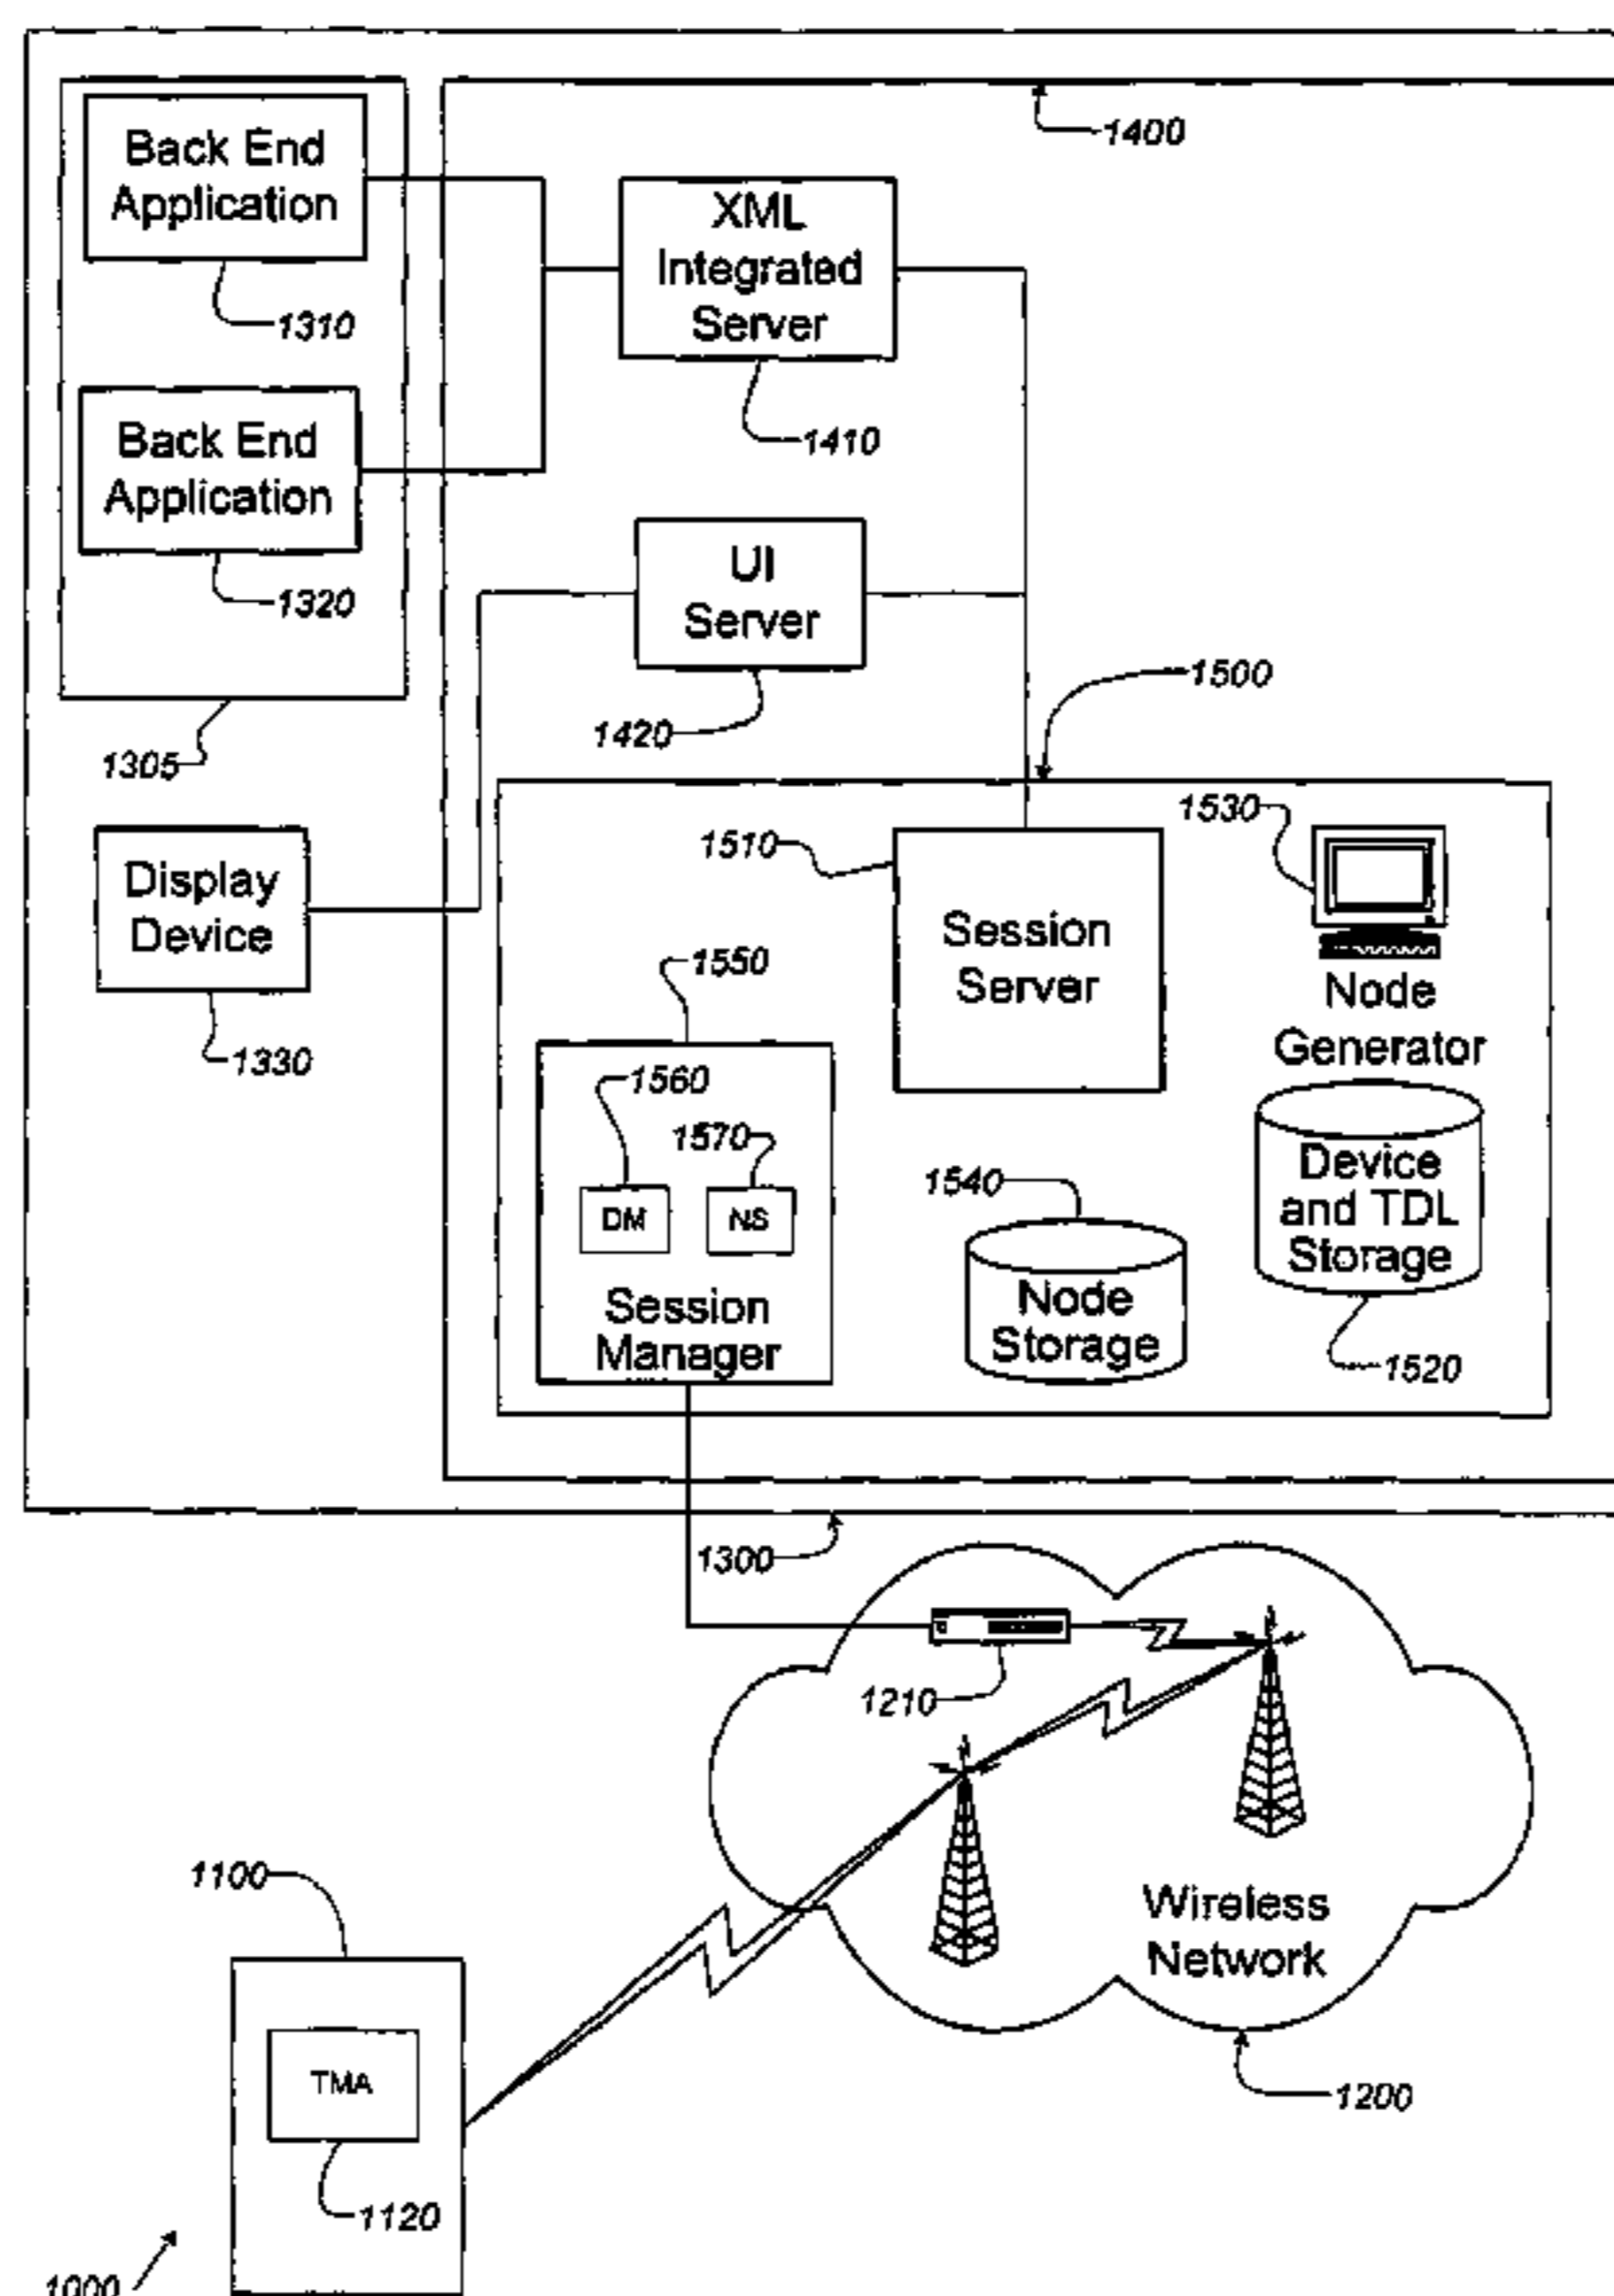 1400
Back End
Application
1310
XML
Integrated
Server
1410
Back End
Application
1320
UI
Server
1420
1500
1305
Display
Device
1330
1510
Session
Server
1530
Node
Generator
1550
1560
1570
DM
NS
Session
Manager
1540
Node
Storage
Device
and TDL
Storage
1520
1300
1210
Wireless
Network
1200
1100
TMA
1120
1000